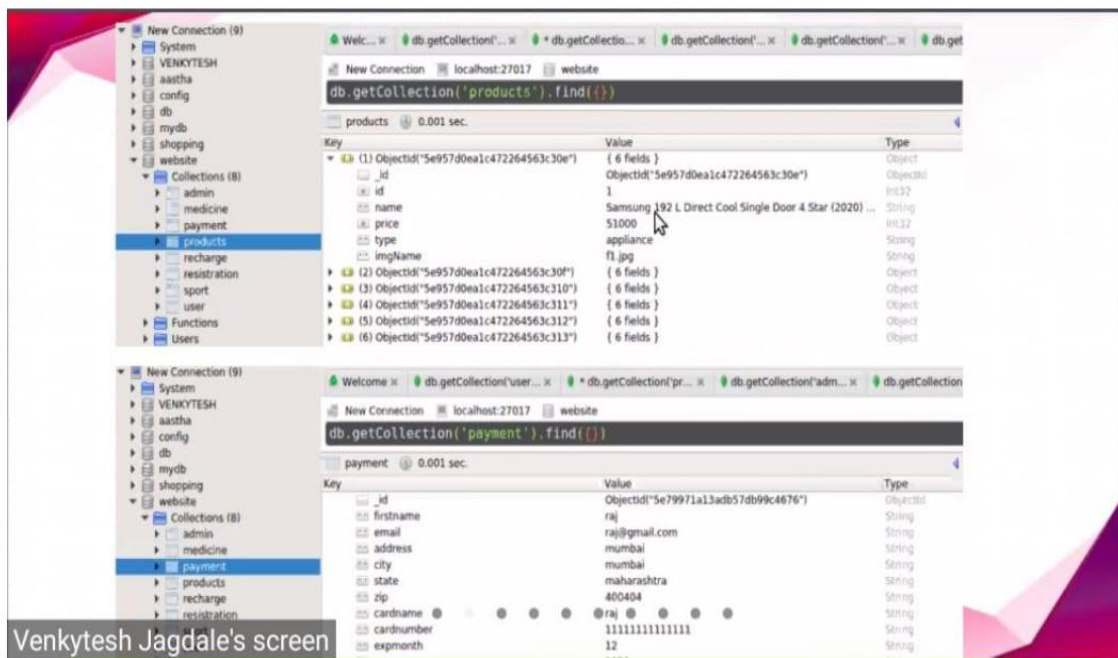 New Connection (9)
System
VENKYTESH
aastha
config
db
mydb
shopping
website
Collections (8)
admin
medicine
payment
products
recharge
resistration
sport
user
Functions
Users
Welc... × db.getCollection('... × * db.getCollectio... × db.getCollection('... × db.getCollection('... × db.get
New Connection localhost:27017 website
db.getCollection('products').find({})
products 0.001 sec.
Key Value Type
(1) ObjectId("5e957d0ea1c472264563c30e") { 6 fields } Object
_id ObjectId("5e957d0ea1c472264563c30e") ObjectId
id 1 Int32
name Samsung 192 L Direct Cool Single Door 4 Star (2020) ... String
price 51000 Int32
type appliance String
imgName f1.jpg String
(2) ObjectId("5e957d0ea1c472264563c30f") { 6 fields } Object
(3) ObjectId("5e957d0ea1c472264563c310") { 6 fields } Object
(4) ObjectId("5e957d0ea1c472264563c311") { 6 fields } Object
(5) ObjectId("5e957d0ea1c472264563c312") { 6 fields } Object
(6) ObjectId("5e957d0ea1c472264563c313") { 6 fields } Object
New Connection (9)
System
VENKYTESH
aastha
config
db
mydb
shopping
website
Collections (8)
admin
medicine
payment
products
recharge
resistration
Welcome × db.getCollection('user... × * db.getCollection('pr... × db.getCollection('adm... × db.getCollection
New Connection localhost:27017 website
db.getCollection('payment').find({})
payment 0.001 sec.
Key Value Type
_id ObjectId("5e79971a13adb57db99c4676") ObjectId
firstname raj String
email raj@gmail.com String
address mumbai String
city mumbai String
state maharashtra String
zip 400404 String
cardname raj String
cardnumber 11111111111111 String
expmonth 12 String
Venkytesh Jagdale's screen